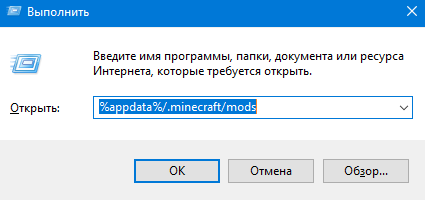 Выполнить
Введите имя программы, папки, документа или ресурса
Интернета, которые требуется открыть.
Открыть: %appdata%/.minecraft/mods
OK Отмена Обзор...